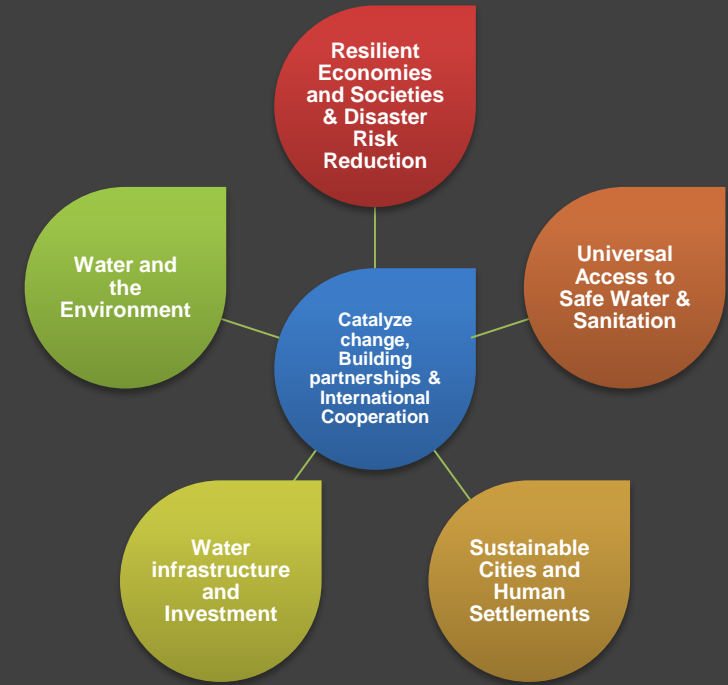 Resilient
Economies
and Societies
& Disaster
Risk
Reduction
Water and
the
Environment
Universal
Access to
Safe Water &
Sanitation
Catalyze
change,
Building
partnerships &
International
Cooperation
Water
infrastructure
and
Investment
Sustainable
Cities and
Human
Settlements